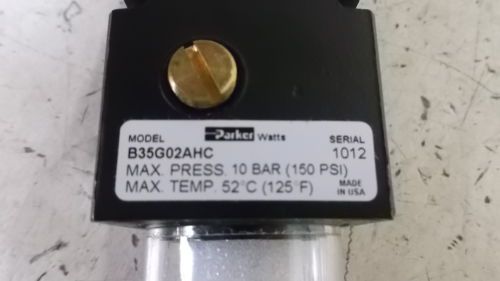 MODEL Parker Watts SERIAL
B35G02AHC 1012
MAX. PRESS. 10 BAR (150 PSI)
MAX. TEMP. 52°C (125°F) MADE IN USA